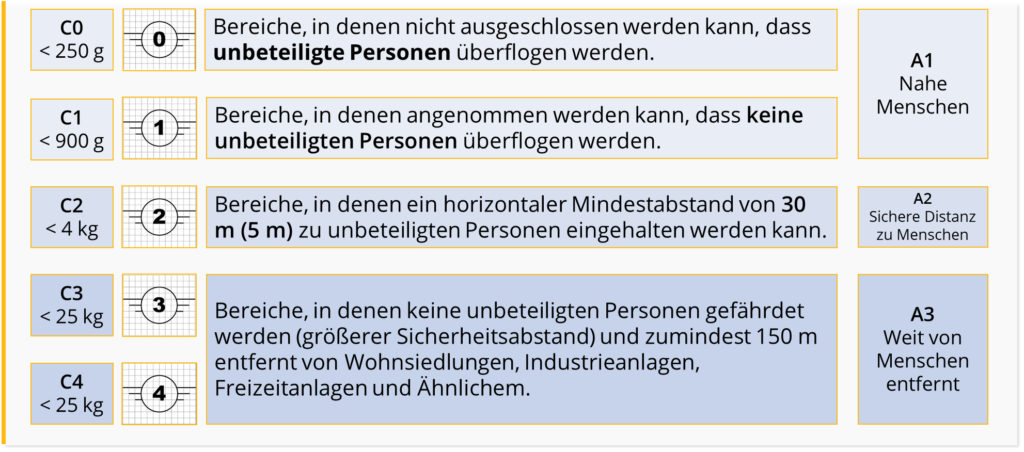 C0
< 250 g
0
Bereiche, in denen nicht ausgeschlossen werden kann, dass
unbeteiligte Personen überflogen werden.
A1
Nahe
Menschen
C1
< 900 g
1
Bereiche, in denen angenommen werden kann, dass keine
unbeteiligten Personen überflogen werden.
C2
< 4 kg
2
Bereiche, in denen ein horizontaler Mindestabstand von 30
m (5 m) zu unbeteiligten Personen eingehalten werden kann.
A2
Sichere Distanz
zu Menschen
C3
< 25 kg
3
Bereiche, in denen keine unbeteiligten Personen gefährdet
werden (größerer Sicherheitsabstand) und zumindest 150 m
entfernt von Wohnsiedlungen, Industrieanlagen,
Freizeitanlagen und Ähnlichem.
A3
Weit von
Menschen
entfernt
C4
< 25 kg
4